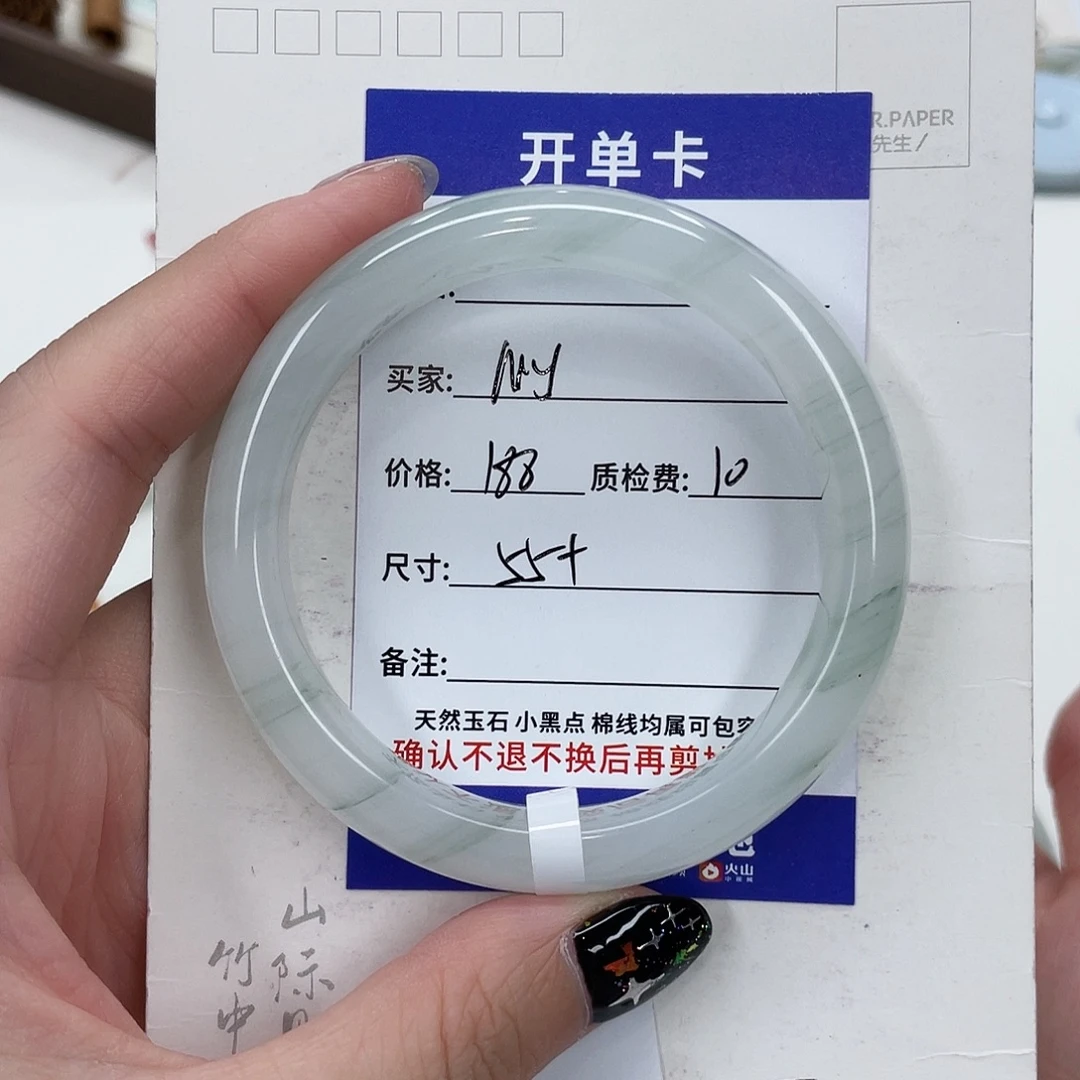 R.PAPER
先生/
开单卡
买家: my
价格: 188 质检费: 10
尺寸: 55+
备注:
天然玉石 小黑点 棉线均属可包容
确认不退不换后再剪
火山
山
竹 际
中